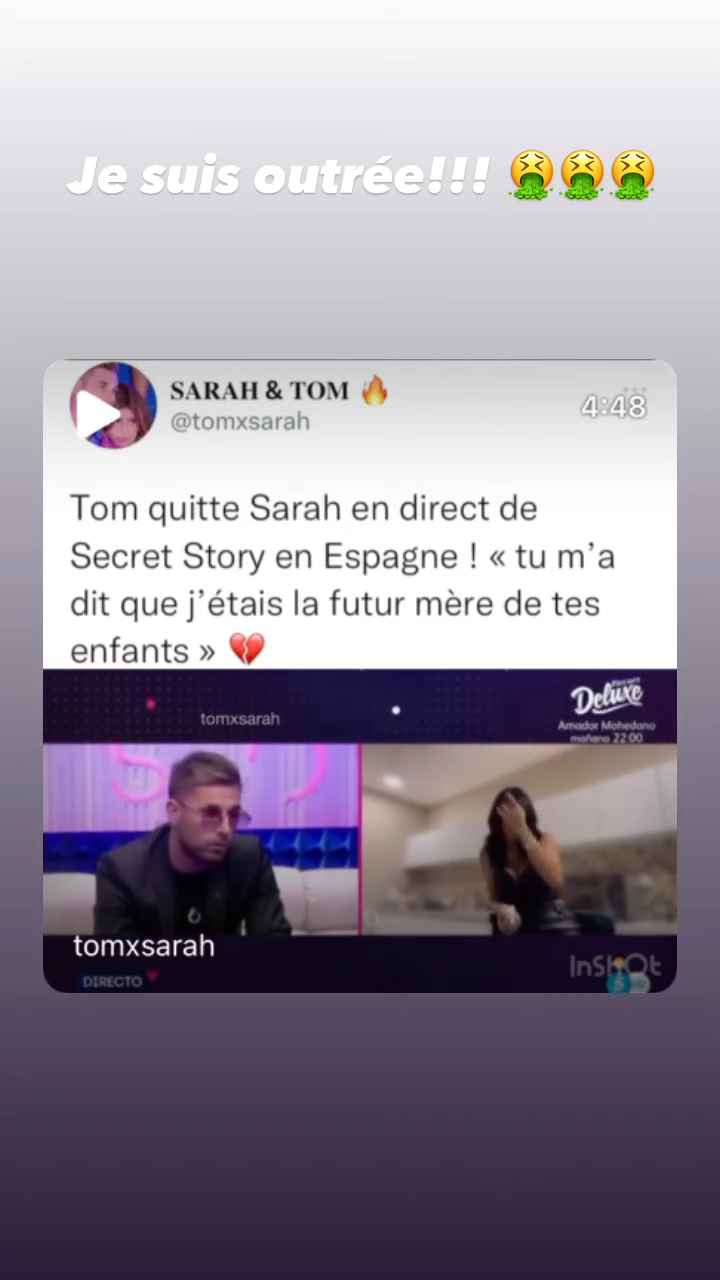 Je suis outrée!!! 🤮🤮🤮
SARAH & TOM 🔥
@tomxsarah
4:48
Tom quitte Sarah en direct de
Secret Story en Espagne ! « tu m’a
dit que j’étais la futur mère de tes
enfants » 💔
tomxsarah
Deluxe
Amador Mohedano
mañana 22:00
tomxsarah
DIRECTO
InShOt
5